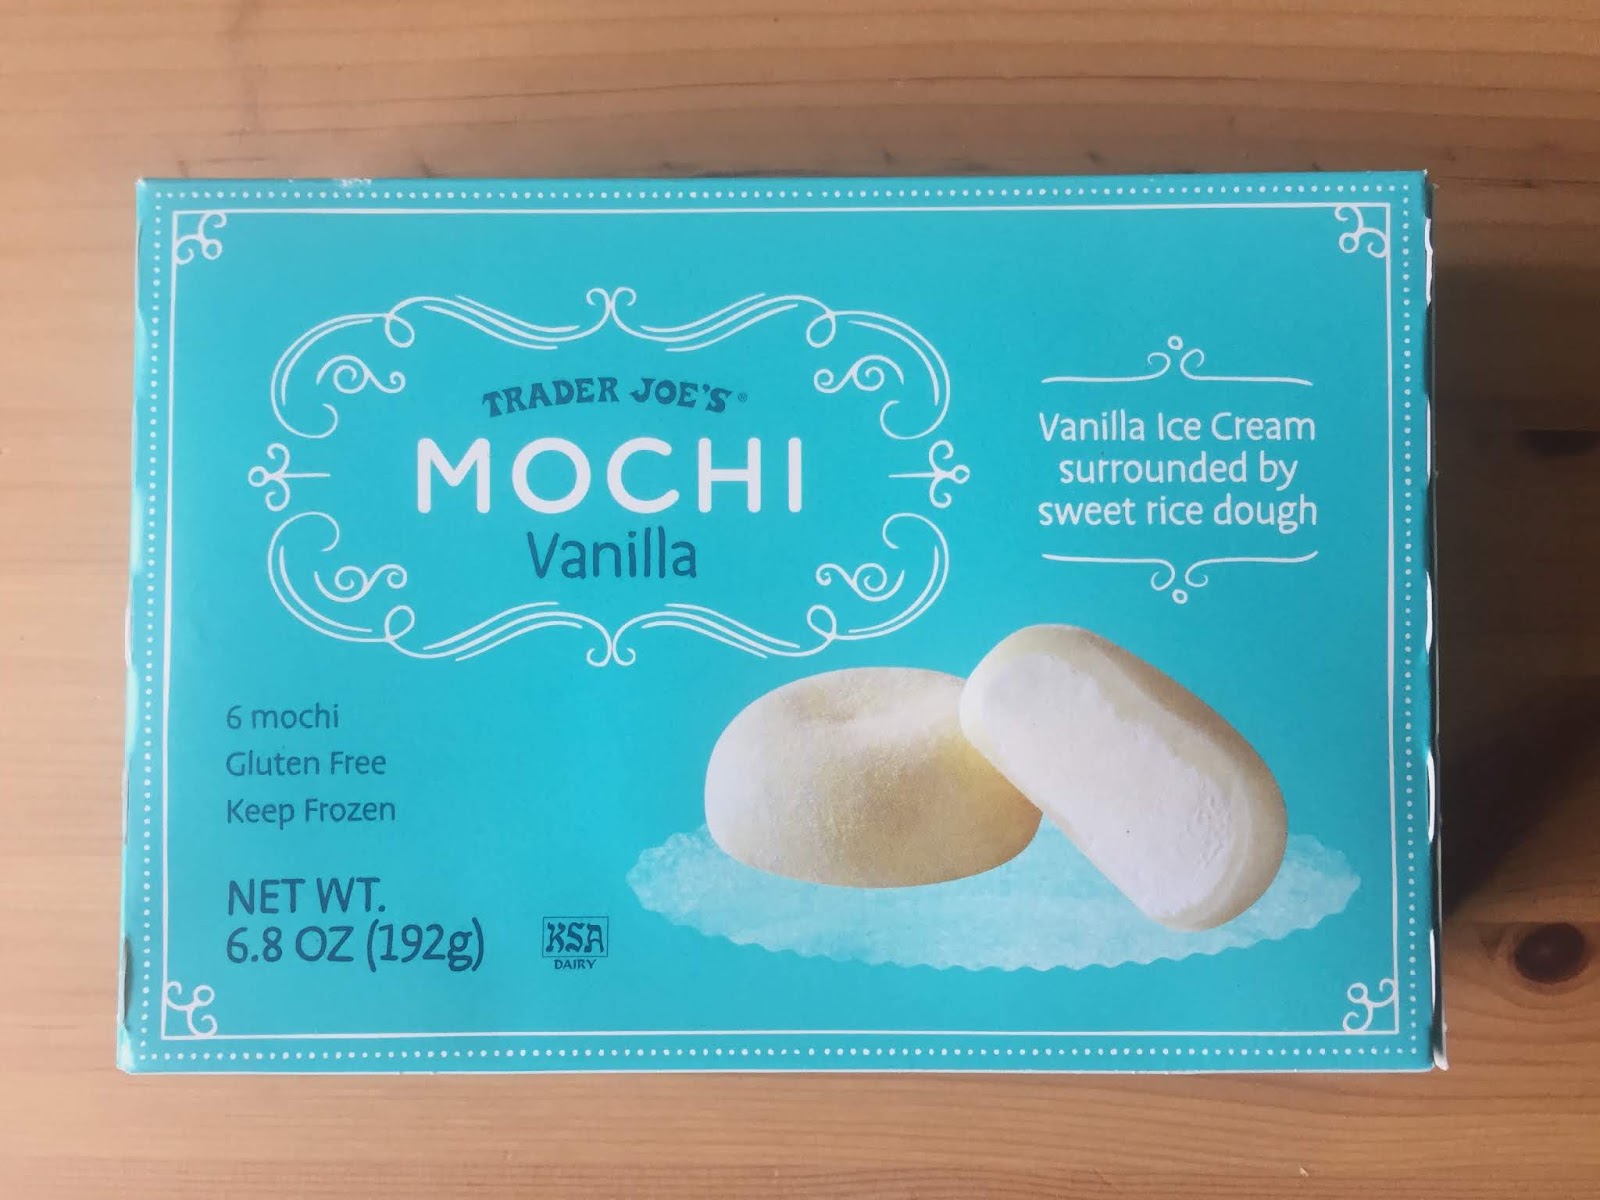 TRADER JOE'S®
MOCHI
Vanilla
Vanilla Ice Cream
surrounded by
sweet rice dough
6 mochi
Gluten Free
Keep Frozen
NET WT.
6.8 OZ (192g)
KSA
DAIRY